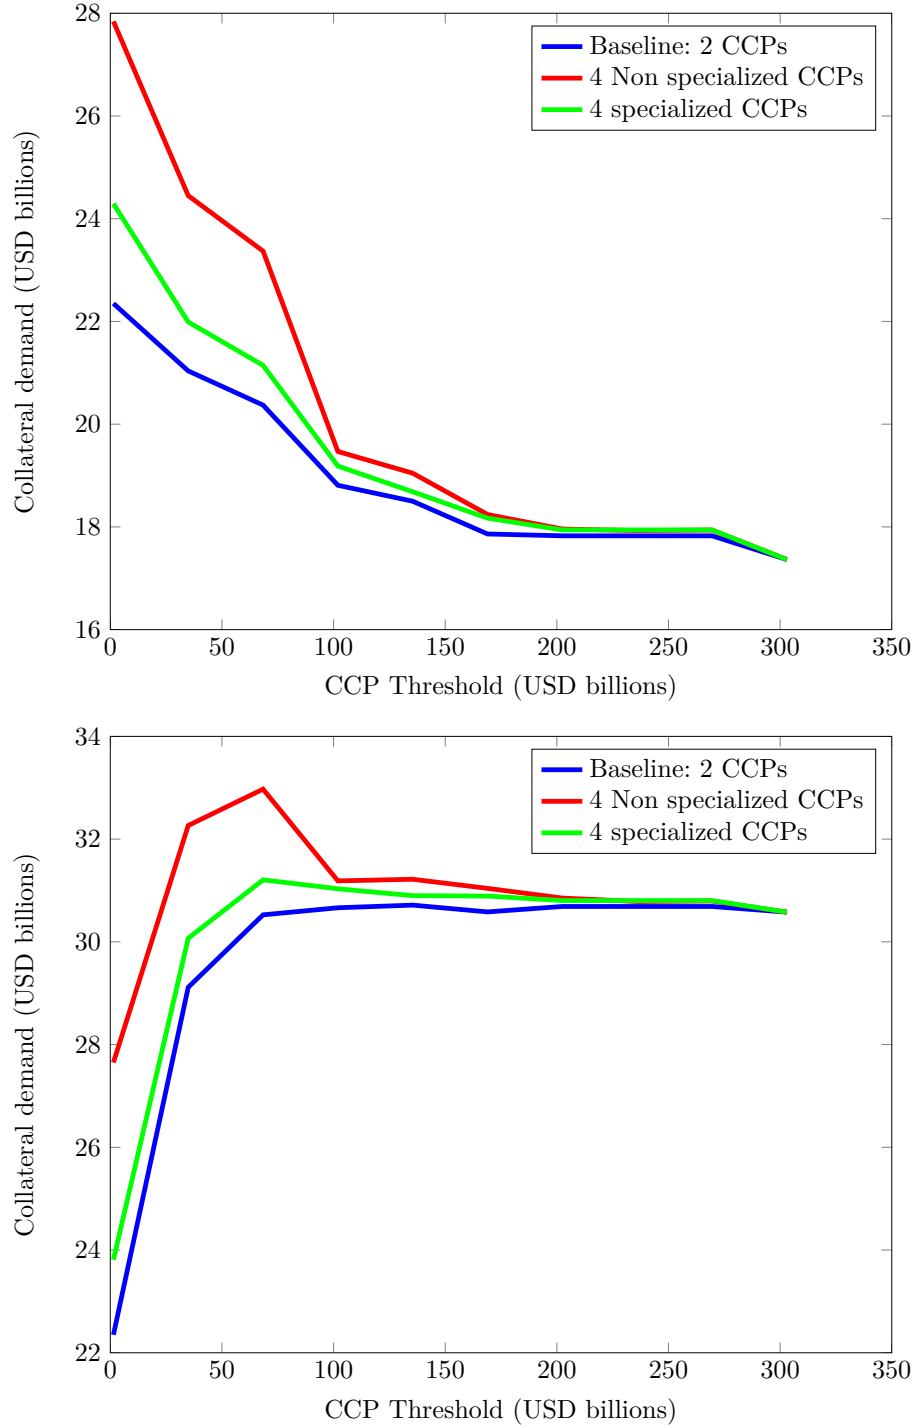 28
26
24
22
20
18
16
Collateral demand (USD billions)
Baseline: 2 CCPs
4 Non specialized CCPs
4 specialized CCPs
0 50 100 150 200 250 300 350
CCP Threshold (USD billions)
34
32
30
28
26
24
22
Collateral demand (USD billions)
Baseline: 2 CCPs
4 Non specialized CCPs
4 specialized CCPs
0 50 100 150 200 250 300 350
CCP Threshold (USD billions)